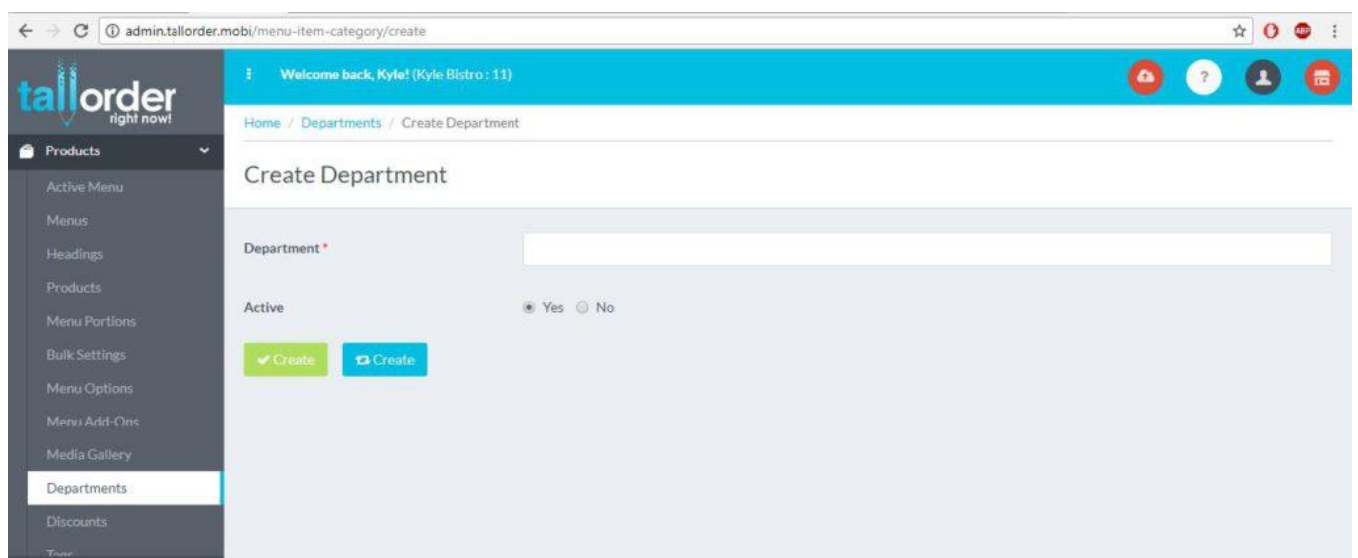 admin.tallorder.mobi/menu-item-category/create
ABP
tallorder
right now!
Welcome back, Kyle! (Kyle Bistro : 11)
?
Home / Departments / Create Department
Products
Create Department
Active Menu
Menus
Department *
Headings
Products
Active
Yes No
Menu Portions
Bulk Settings
Create Create
Menu Options
Menu Add-Ons
Media Gallery
Departments
Discounts
Tags